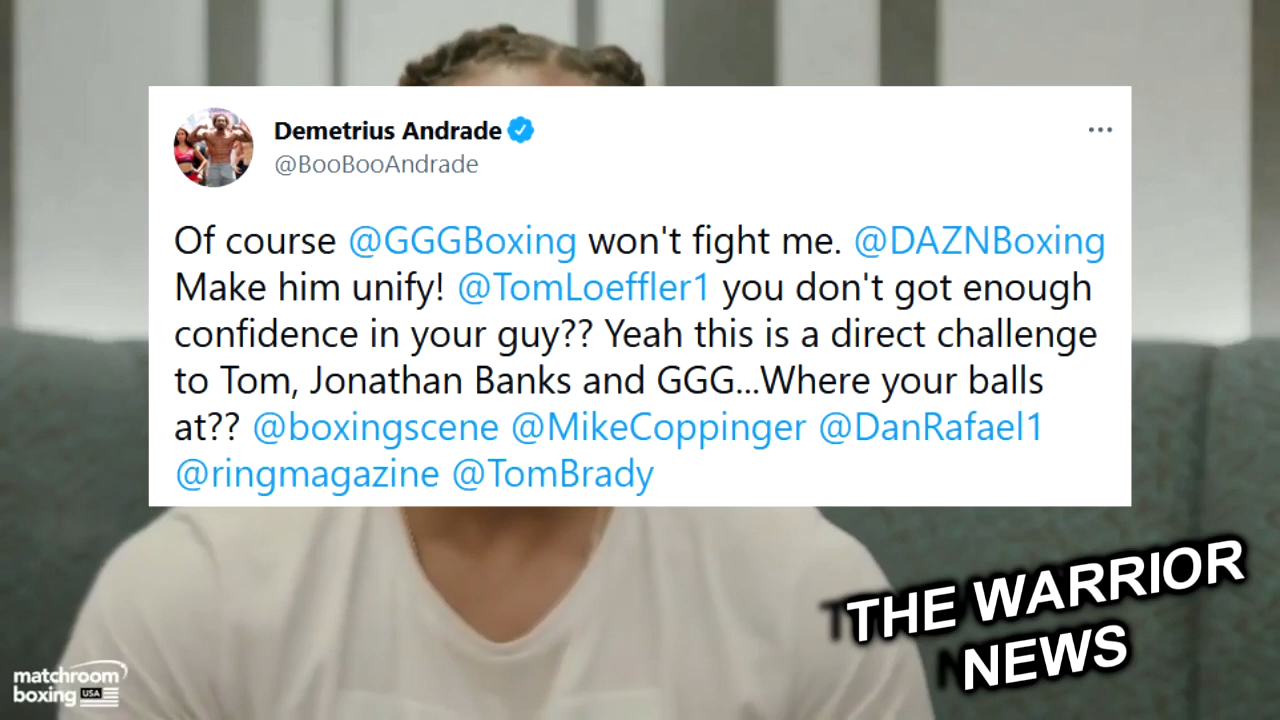 Demetrius Andrade
@BooBooAndrade
Of course @GGGBoxing won't fight me. @DAZNBoxing
Make him unify! @TomLoeffler1 you don't got enough
confidence in your guy?? Yeah this is a direct challenge
to Tom, Jonathan Banks and GGG...Where your balls
at?? @boxingscene @MikeCoppinger @DanRafael1
@ringmagazine @TomBrady
THE WARRIOR
NEWS
matchroom
boxing USA